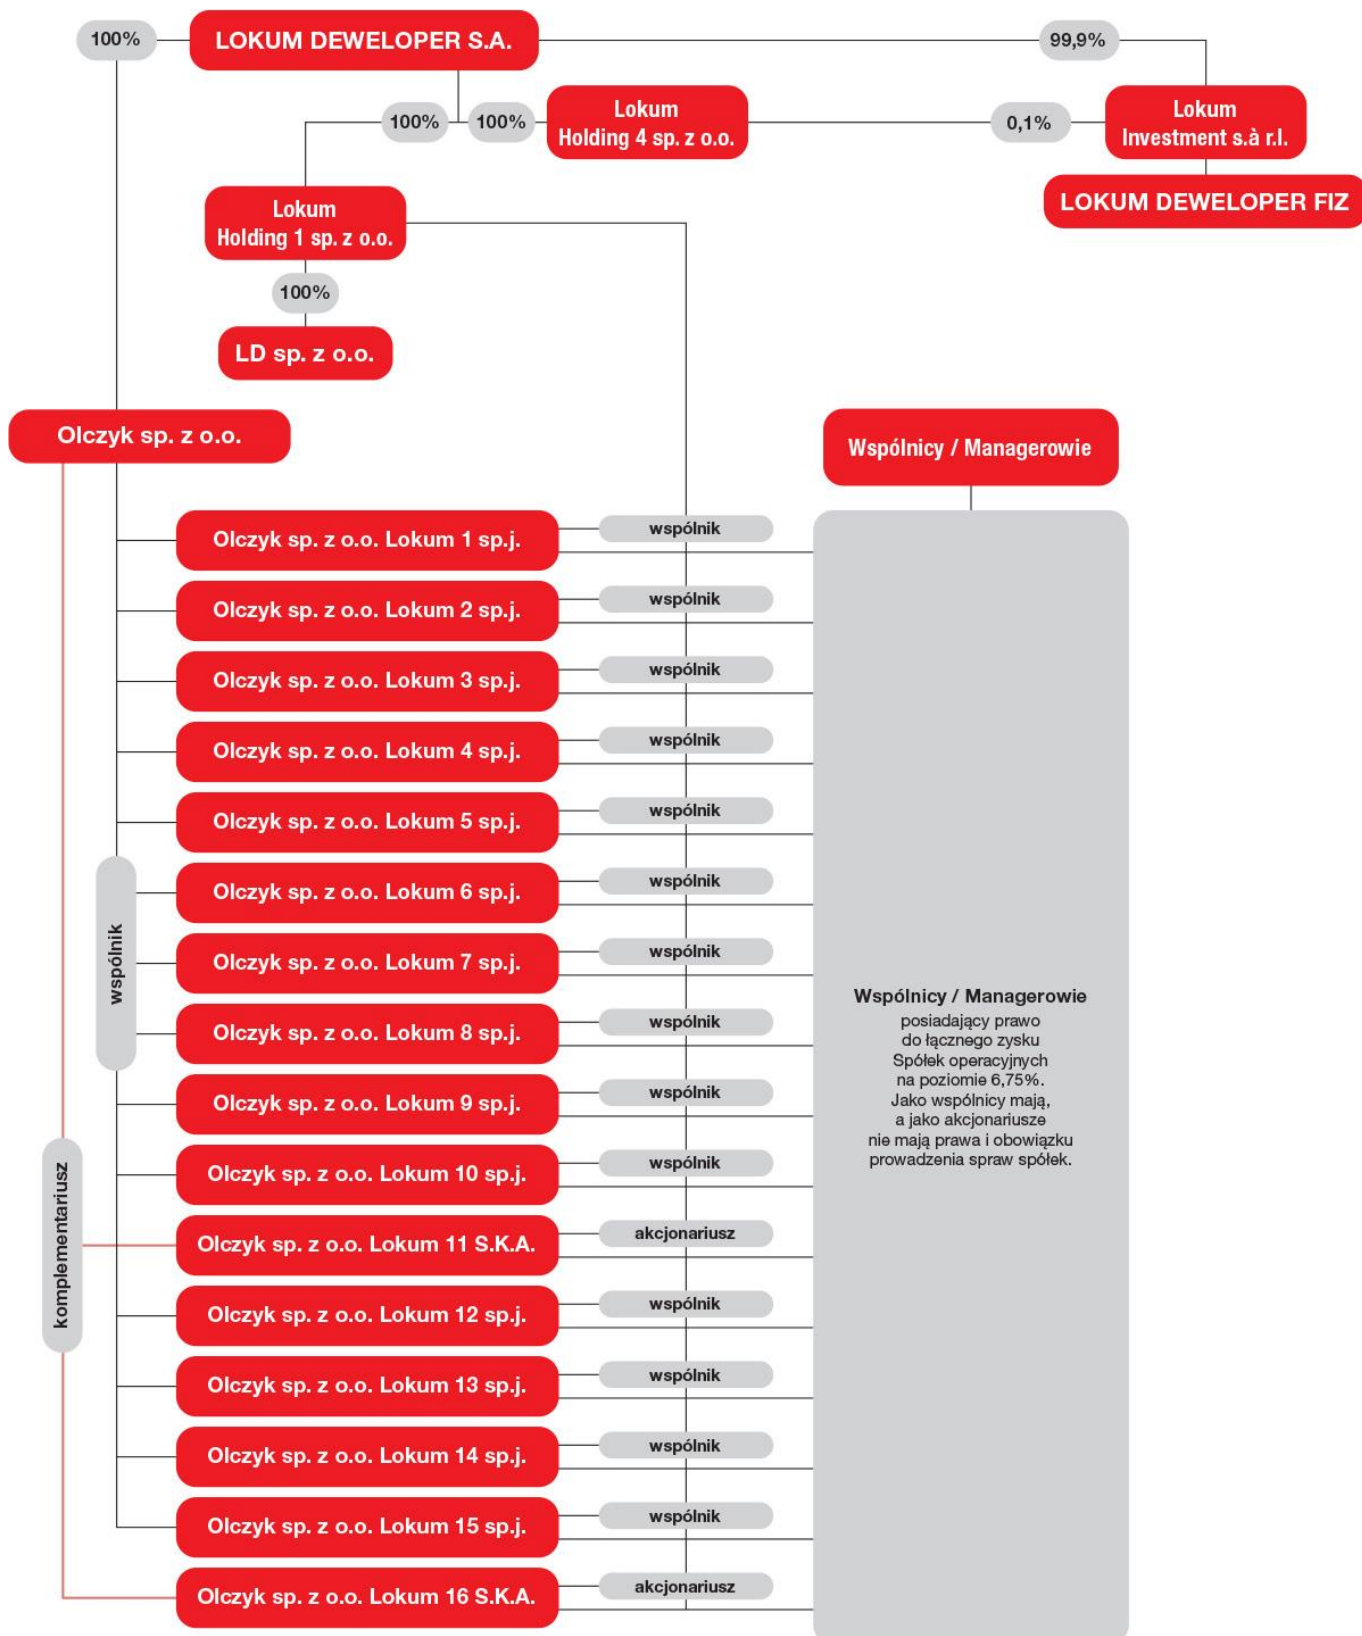 100%
LOKUM DEWELOPER S.A.
99,9%
100%
100%
Lokum
Holding 4 sp. z o.o.
0,1%
Lokum
Investment s.à r.l.
LOKUM DEWELOPER FIZ
Lokum
Holding 1 sp. z o.o.
100%
LD sp. z o.o.
Olczyk sp. z o.o.
Wspólnicy / Managerowie
Olczyk sp. z o.o. Lokum 1 sp.j.
wspólnik
Olczyk sp. z o.o. Lokum 2 sp.j.
wspólnik
Olczyk sp. z o.o. Lokum 3 sp.j.
wspólnik
Olczyk sp. z o.o. Lokum 4 sp.j.
wspólnik
Olczyk sp. z o.o. Lokum 5 sp.j.
wspólnik
Olczyk sp. z o.o. Lokum 6 sp.j.
wspólnik
Olczyk sp. z o.o. Lokum 7 sp.j.
wspólnik
Olczyk sp. z o.o. Lokum 8 sp.j.
wspólnik
Olczyk sp. z o.o. Lokum 9 sp.j.
wspólnik
Olczyk sp. z o.o. Lokum 10 sp.j.
wspólnik
Olczyk sp. z o.o. Lokum 11 S.K.A.
akcjonariusz
Olczyk sp. z o.o. Lokum 12 sp.j.
wspólnik
Olczyk sp. z o.o. Lokum 13 sp.j.
wspólnik
Olczyk sp. z o.o. Lokum 14 sp.j.
wspólnik
Olczyk sp. z o.o. Lokum 15 sp.j.
wspólnik
Olczyk sp. z o.o. Lokum 16 S.K.A.
akcjonariusz
wspólnik
komplementariusz
Wspólnicy / Managerowie
posiadający prawo
do łącznego zysku
Spółek operacyjnych
na poziomie 6,75%.
Jako wspólnicy mają,
a jako akcjonariusze
nie mają prawa i obowiązku
prowadzenia spraw spółek.